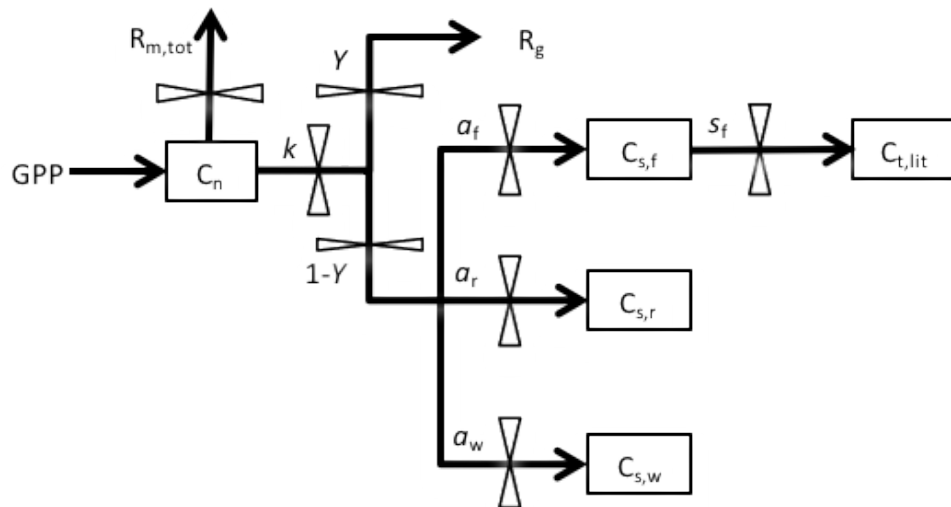 R_m,tot
Y
R_g
GPP
C_n
k
a_f
C_s,f
s_f
C_t,lit
1-Y
a_r
C_s,r
a_w
C_s,w